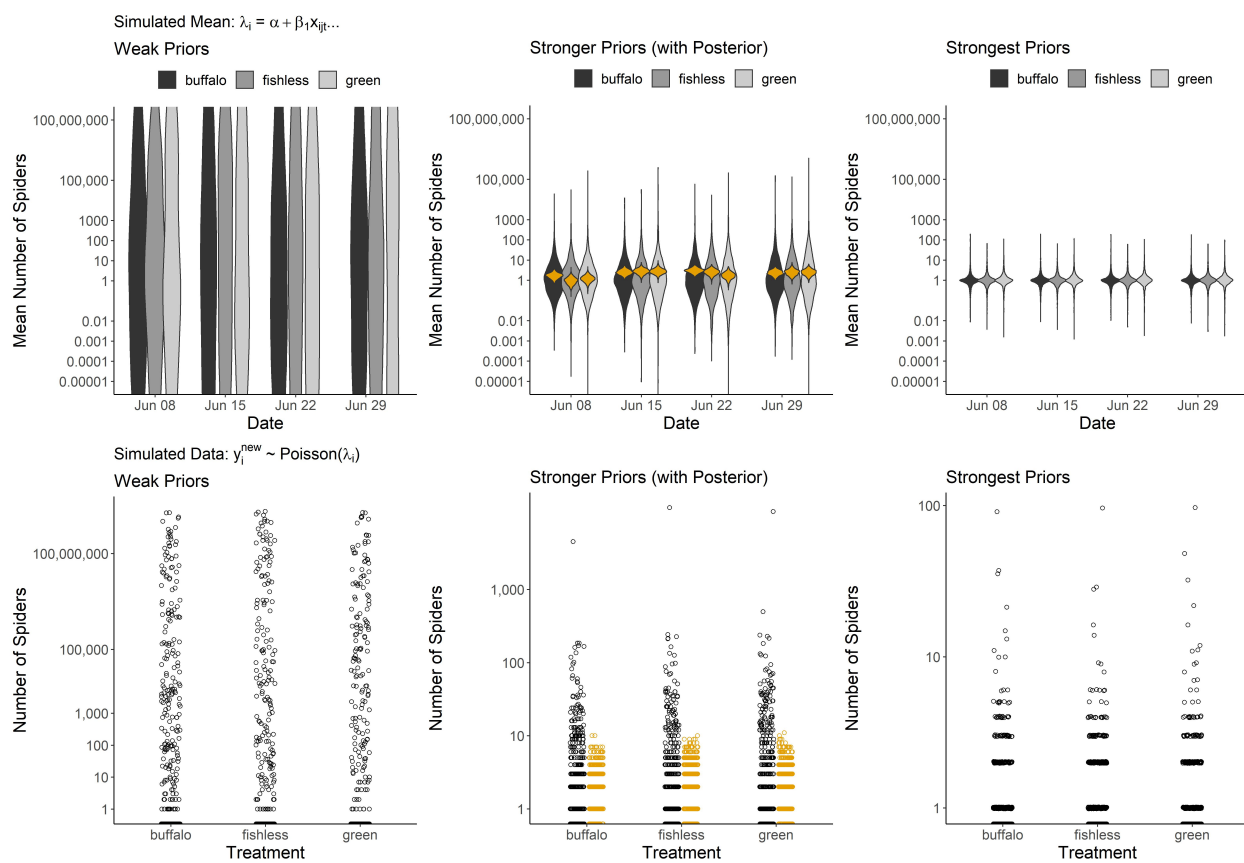 Simulated Mean: λi = α + β1xijt...
Weak Priors
buffalo fishless green
Mean Number of Spiders
100,000,000
100,000
1000
100
10
1
0.01
0.001
0.0001
0.00001
Jun 08 Jun 15 Jun 22 Jun 29
Date
Stronger Priors (with Posterior)
buffalo fishless green
Mean Number of Spiders
100,000,000
100,000
1000
100
10
1
0.01
0.001
0.0001
0.00001
Jun 08 Jun 15 Jun 22 Jun 29
Date
Strongest Priors
buffalo fishless green
Mean Number of Spiders
100,000,000
100,000
1000
100
10
1
0.01
0.001
0.0001
0.00001
Jun 08 Jun 15 Jun 22 Jun 29
Date
Simulated Data: yi^new ~ Poisson(λi)
Weak Priors
Number of Spiders
100,000,000
100,000
1,000
100
10
1
buffalo fishless green
Treatment
Stronger Priors (with Posterior)
Number of Spiders
1,000
100
10
1
buffalo fishless green
Treatment
Strongest Priors
Number of Spiders
100
10
1
buffalo fishless green
Treatment